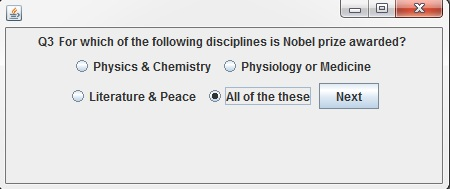 Q3 For which of the following disciplines is Nobel prize awarded?
Physics & Chemistry Physiology or Medicine
Literature & Peace All of the these Next